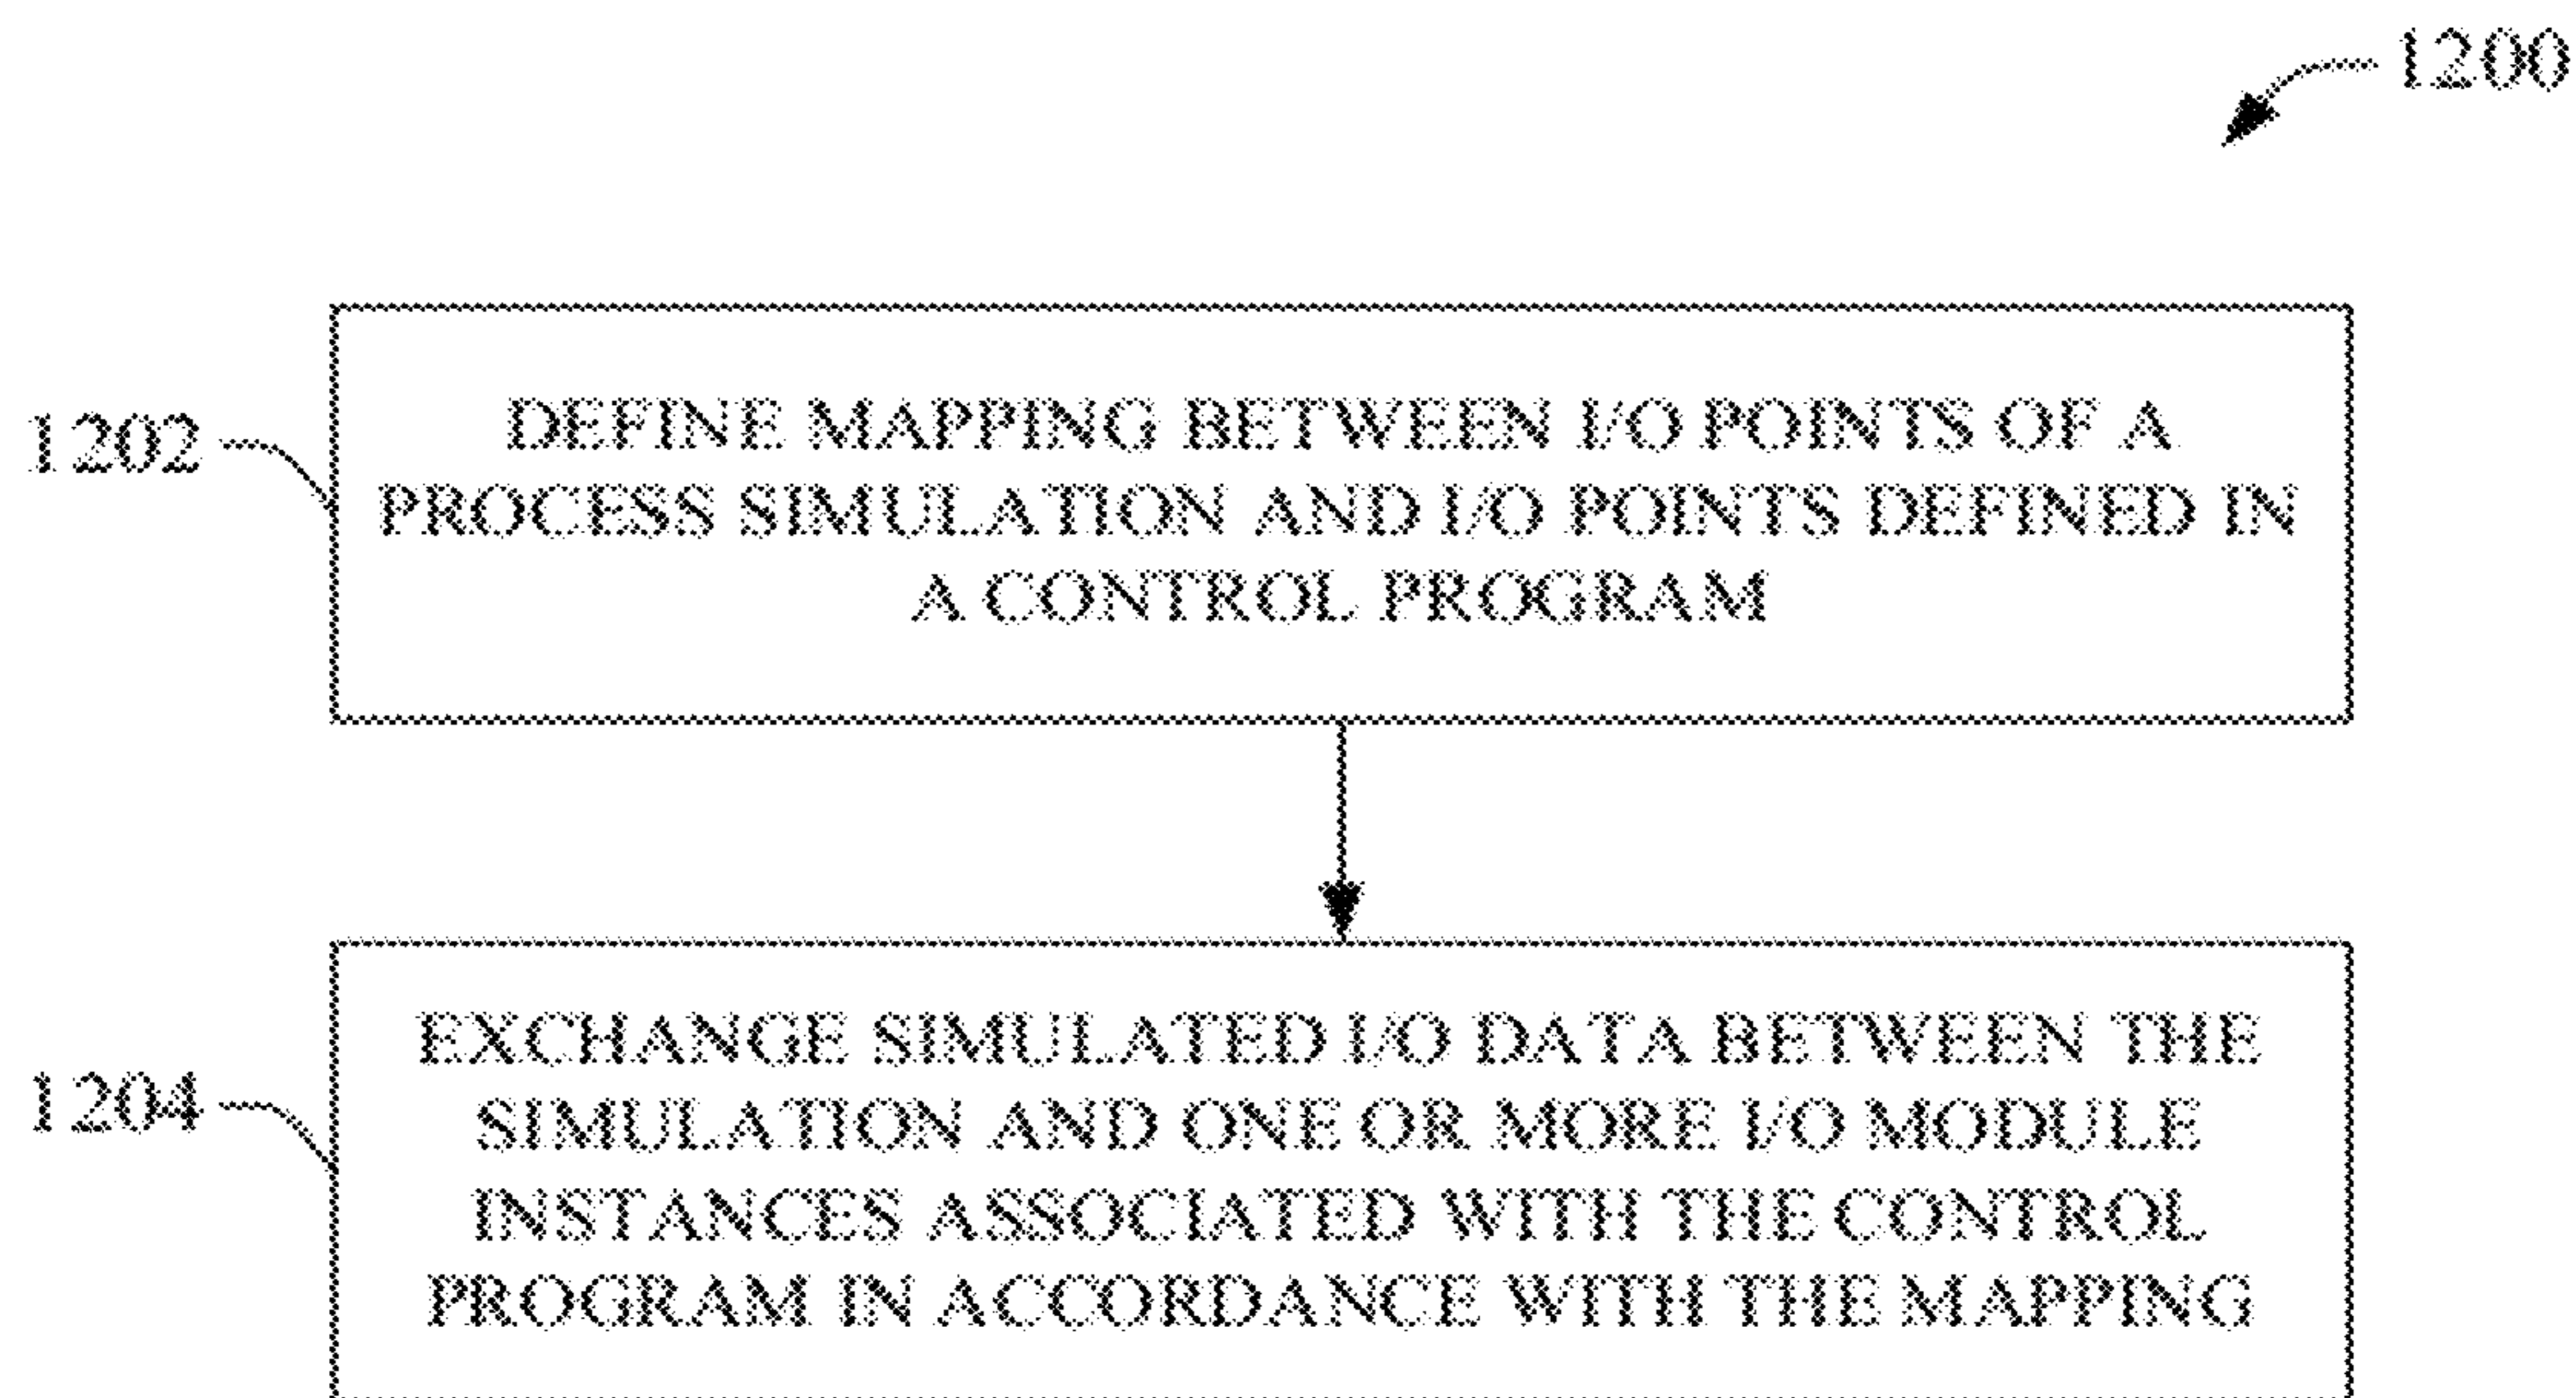 1200
1202
DEFINE MAPPING BETWEEN I/O POINTS OF A
PROCESS SIMULATION AND I/O POINTS DEFINED IN
A CONTROL PROGRAM
1204
EXCHANGE SIMULATED I/O DATA BETWEEN THE
SIMULATION AND ONE OR MORE I/O MODULE
INSTANCES ASSOCIATED WITH THE CONTROL
PROGRAM IN ACCORDANCE WITH THE MAPPING